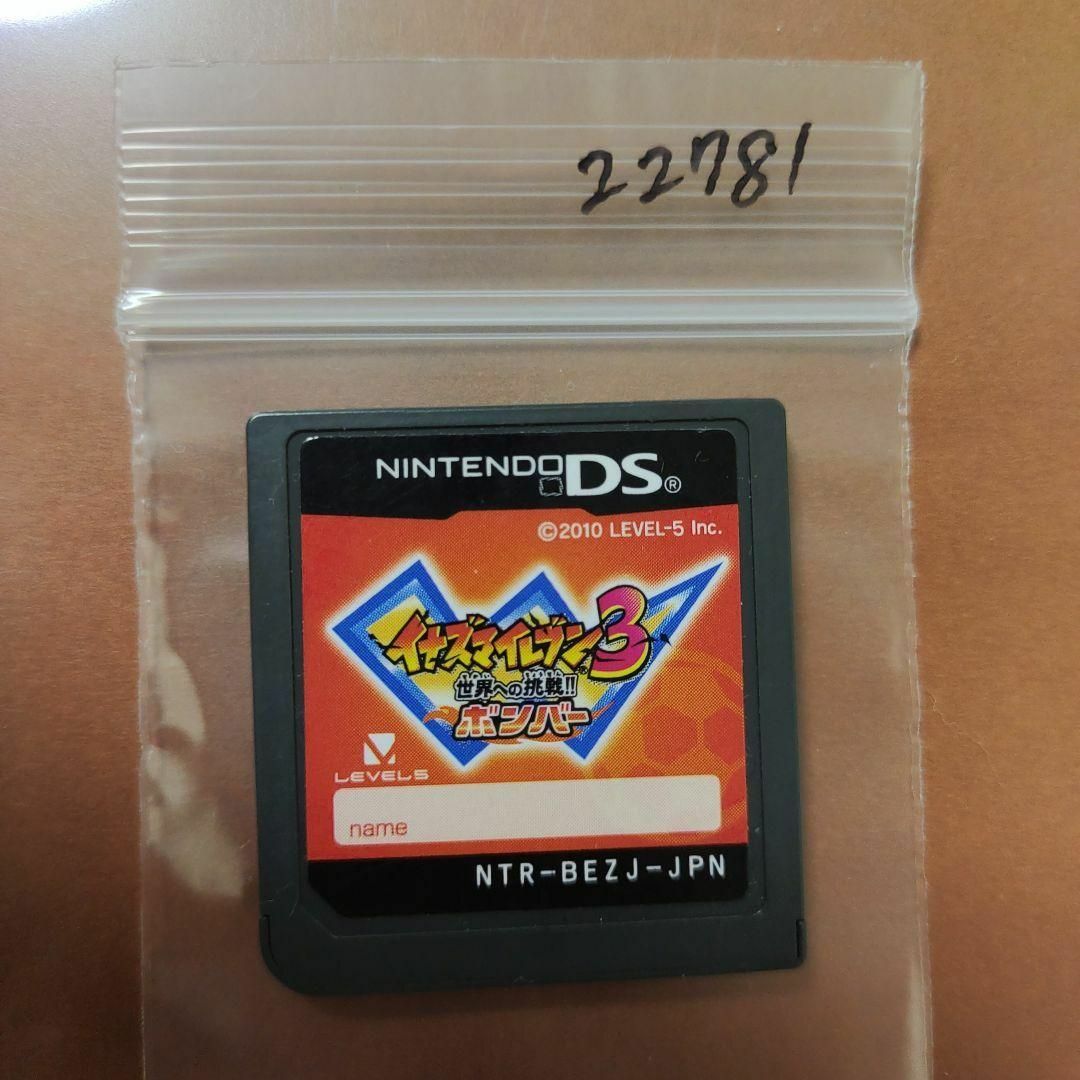 22781
NINTENDO DS®
©2010 LEVEL-5 Inc.
イナズマイレブン3
世界への挑戦!!
ボンバー
LEVEL5
name
NTR-BEZJ-JPN